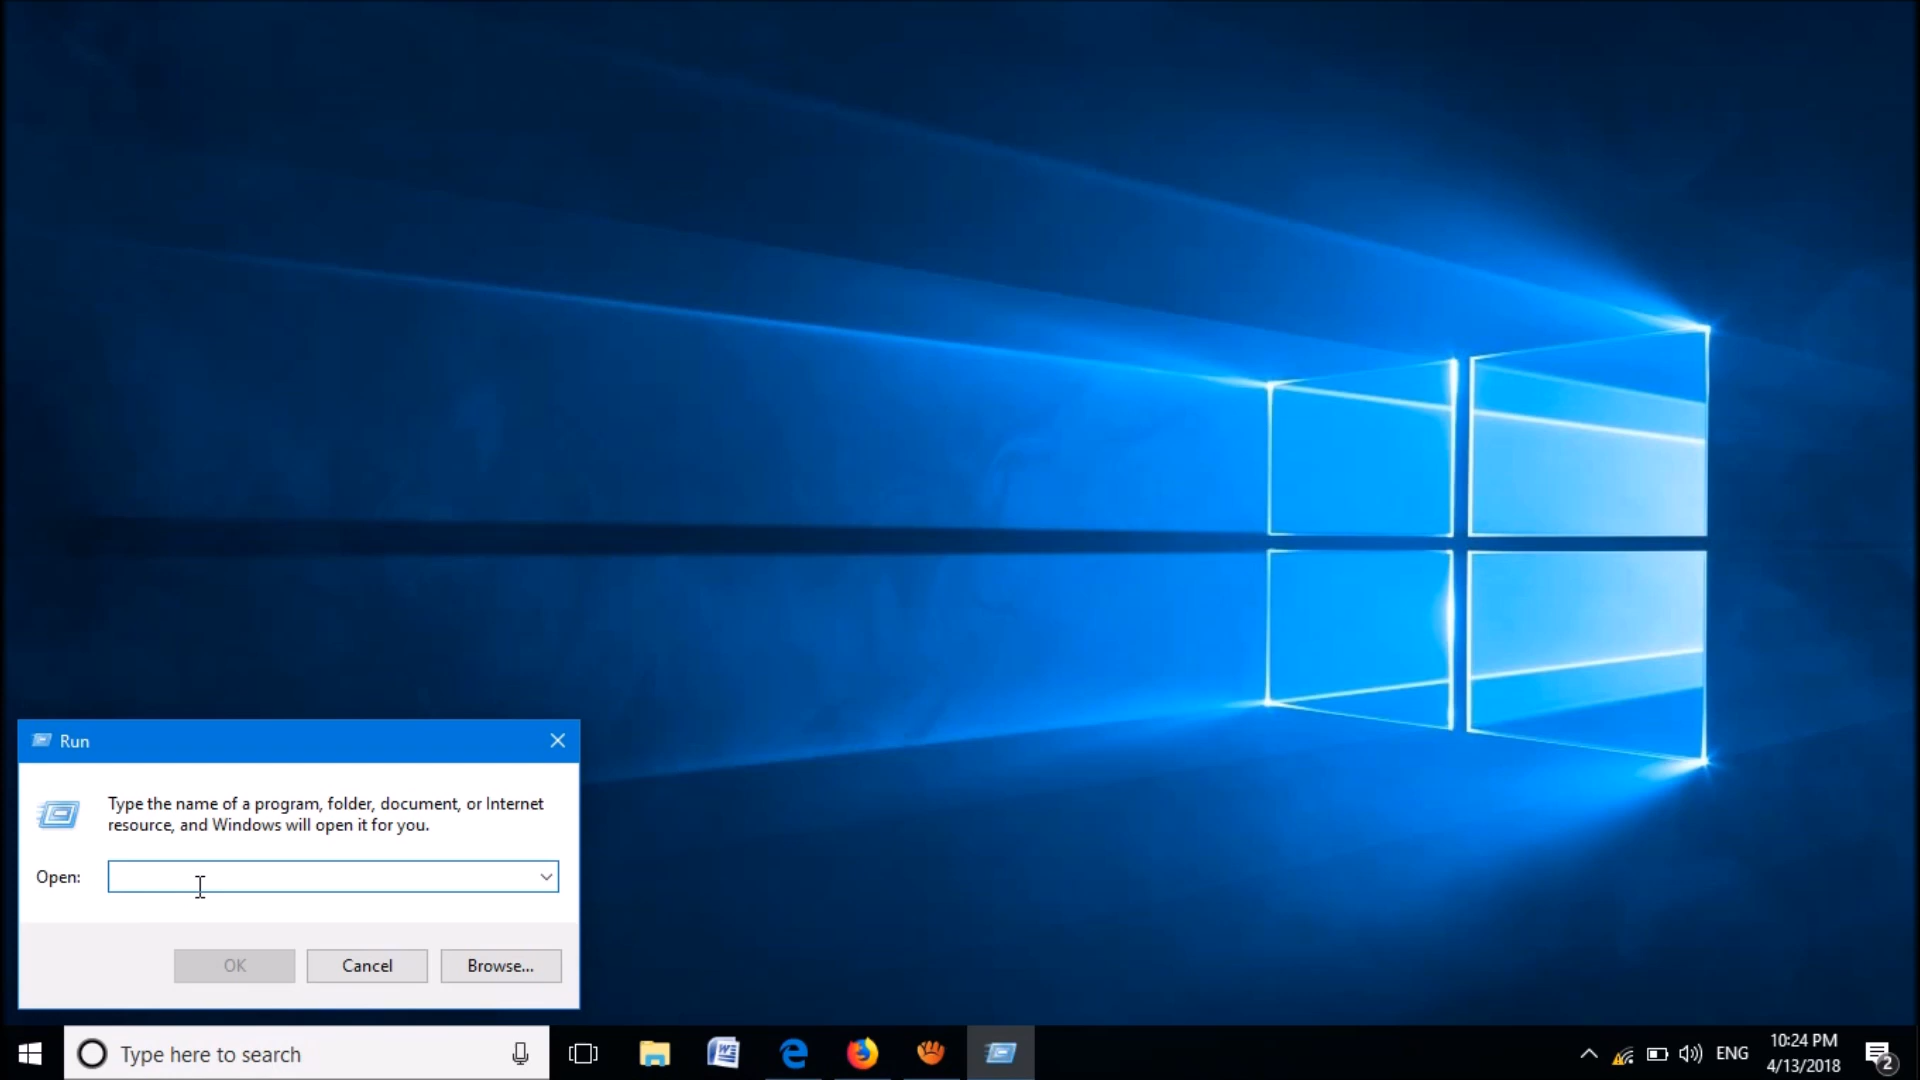 Run
Type the name of a program, folder, document, or Internet
resource, and Windows will open it for you.
Open:
OK
Cancel
Browse...
Type here to search
W
ENG
10:24 PM
4/13/2018
2